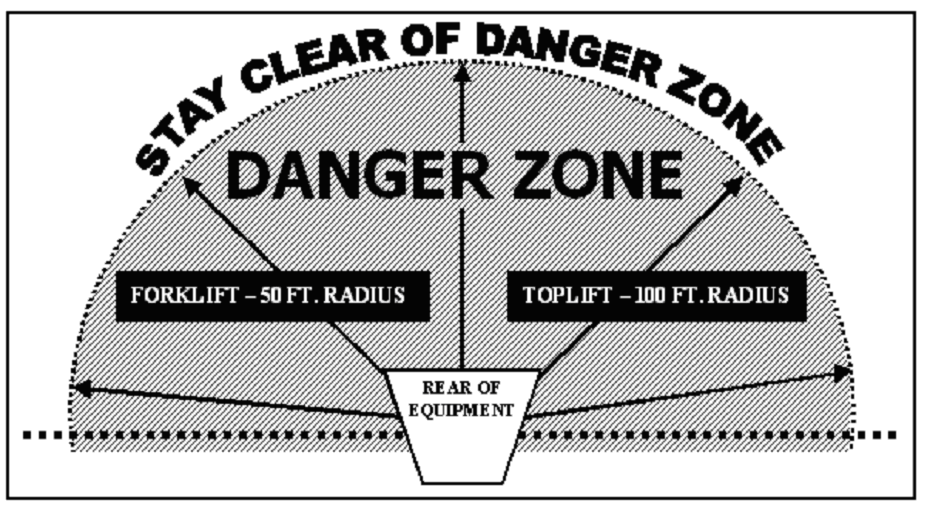 STAY CLEAR OF DANGER ZONE
DANGER ZONE
FORKLIFT – 50 FT. RADIUS
TOPLIFT – 100 FT. RADIUS
REAR OF
EQUIPMENT